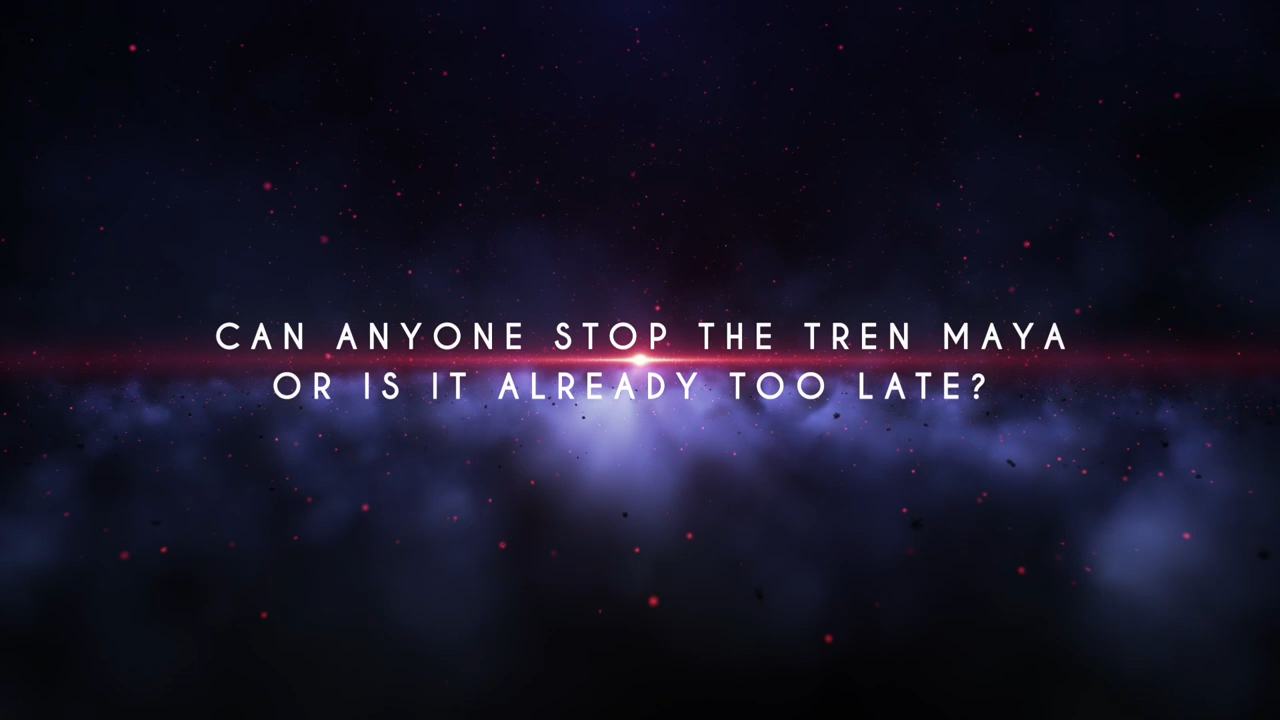 CAN ANYONE STOP THE TREN MAYA
OR IS IT ALREADY TOO LATE?